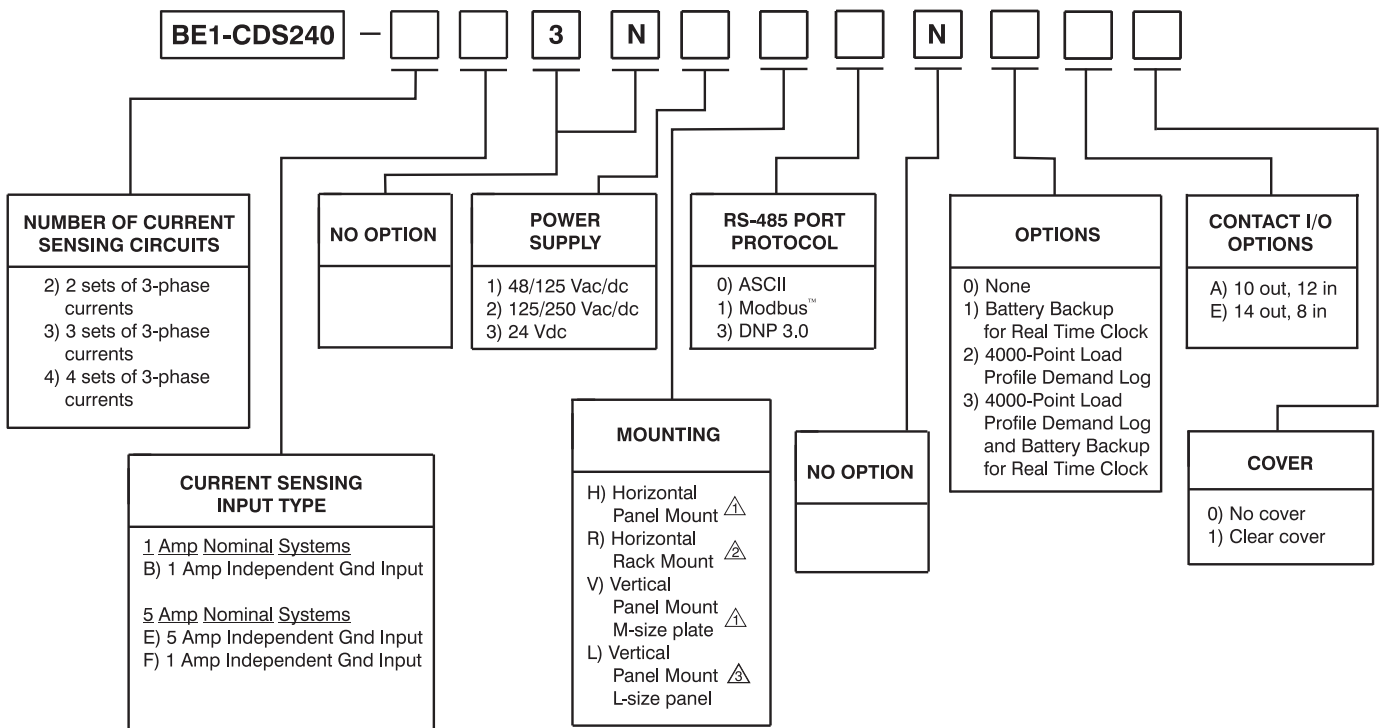 BE1-CDS240 – 3 N N
NUMBER OF CURRENT
SENSING CIRCUITS
2) 2 sets of 3-phase
currents
3) 3 sets of 3-phase
currents
4) 4 sets of 3-phase
currents
NO OPTION
POWER
SUPPLY
1) 48/125 Vac/dc
2) 125/250 Vac/dc
3) 24 Vdc
RS-485 PORT
PROTOCOL
0) ASCII
1) Modbus™
3) DNP 3.0
OPTIONS
0) None
1) Battery Backup
for Real Time Clock
2) 4000-Point Load
Profile Demand Log
3) 4000-Point Load
Profile Demand Log
and Battery Backup
for Real Time Clock
CONTACT I/O
OPTIONS
A) 10 out, 12 in
E) 14 out, 8 in
CURRENT SENSING
INPUT TYPE
1 Amp Nominal Systems
B) 1 Amp Independent Gnd Input
5 Amp Nominal Systems
E) 5 Amp Independent Gnd Input
F) 1 Amp Independent Gnd Input
MOUNTING
H) Horizontal
Panel Mount 1
R) Horizontal
Rack Mount 2
V) Vertical
Panel Mount
M-size plate 1
L) Vertical
Panel Mount 3
L-size panel
NO OPTION
COVER
0) No cover
1) Clear cover